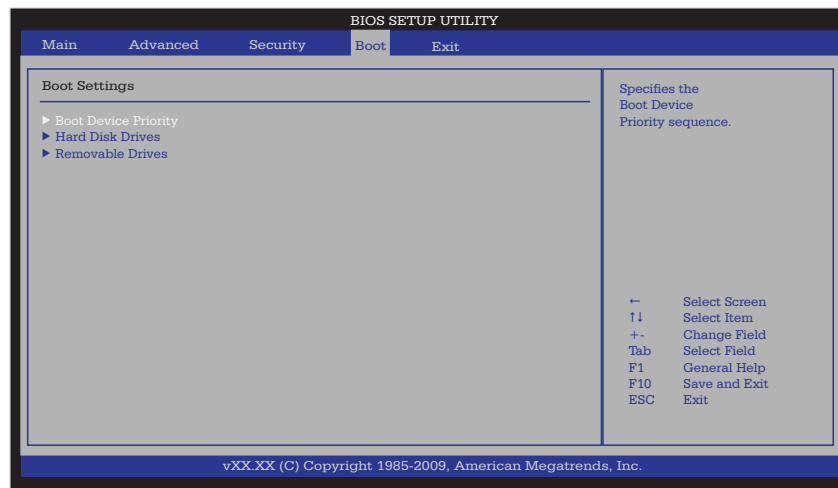 BIOS SETUP UTILITY
Main Advanced Security Boot Exit
Boot Settings
▶ Boot Device Priority
▶ Hard Disk Drives
▶ Removable Drives
Specifies the
Boot Device
Priority sequence.
← Select Screen
↑↓ Select Item
+- Change Field
Tab Select Field
F1 General Help
F10 Save and Exit
ESC Exit
vXX.XX (C) Copyright 1985-2009, American Megatrends, Inc.